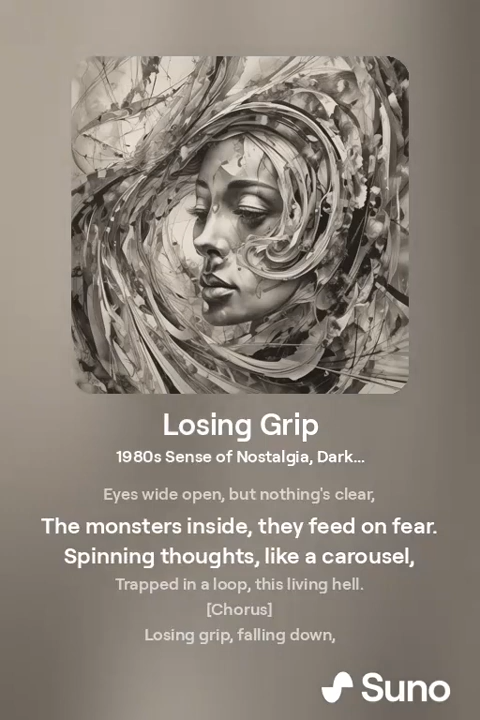 Losing Grip
1980s Sense of Nostalgia, Dark...
Eyes wide open, but nothing's clear,
The monsters inside, they feed on fear.
Spinning thoughts, like a carousel,
Trapped in a loop, this living hell.
[Chorus]
Losing grip, falling down,
Suno